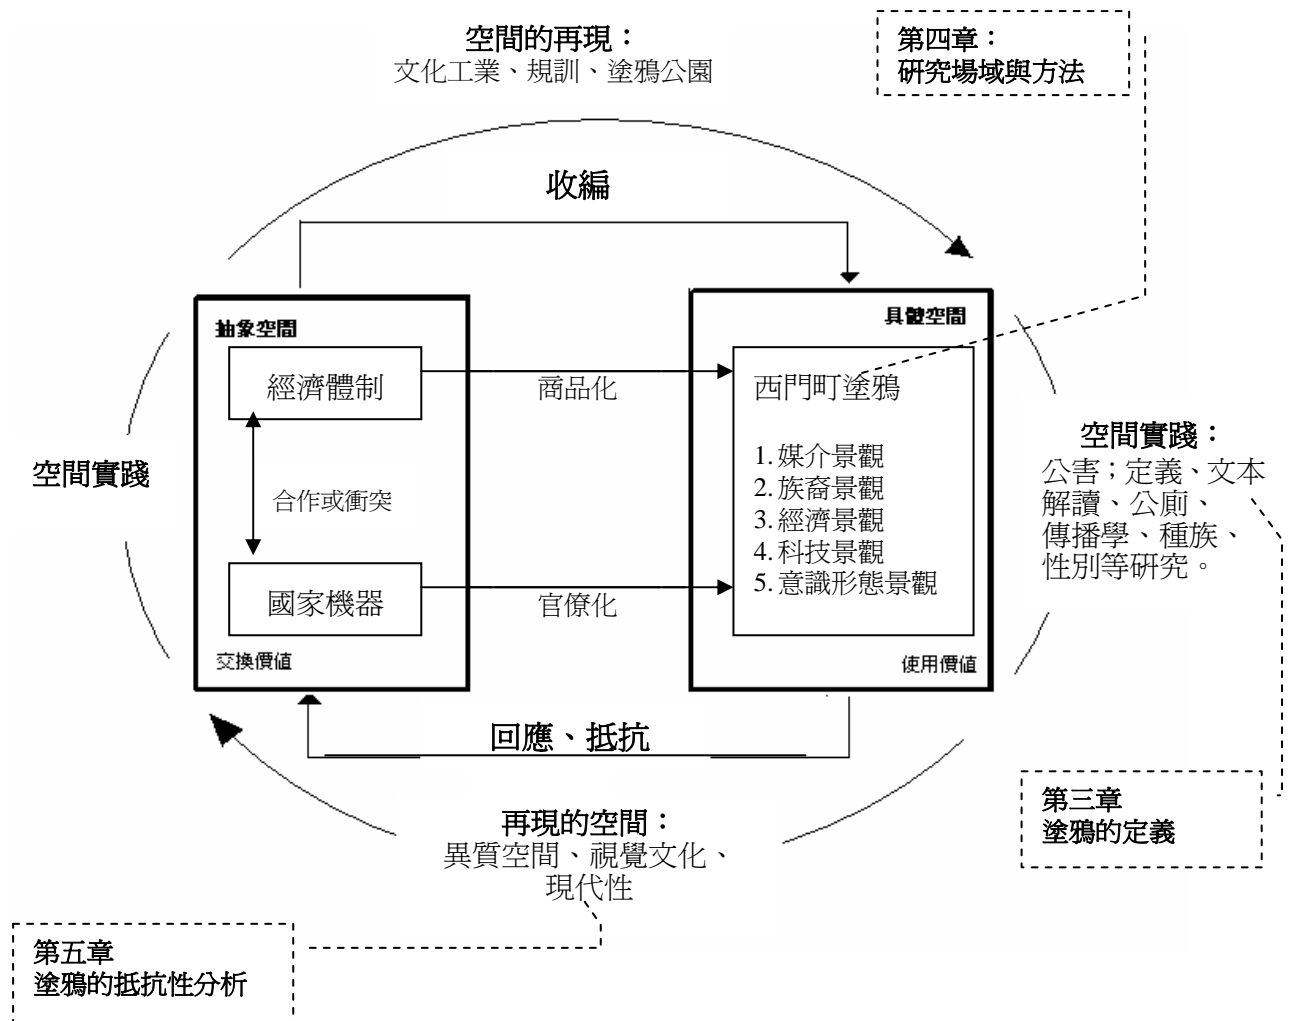 空間的再現：
文化工業、規訓、塗鴉公園
第四章：
研究場域與方法
收編
抽象空間
具體空間
經濟體制
商品化
西門町塗鴉
空間實踐
合作或衝突
1. 媒介景觀
2. 族裔景觀
3. 經濟景觀
4. 科技景觀
5. 意識形態景觀
空間實踐：
公害；定義、文本
解讀、公廁、
傳播學、種族、
性別等研究。
國家機器
官僚化
交換價值
使用價值
回應、抵抗
第三章
塗鴉的定義
再現的空間：
異質空間、視覺文化、
現代性
第五章
塗鴉的抵抗性分析